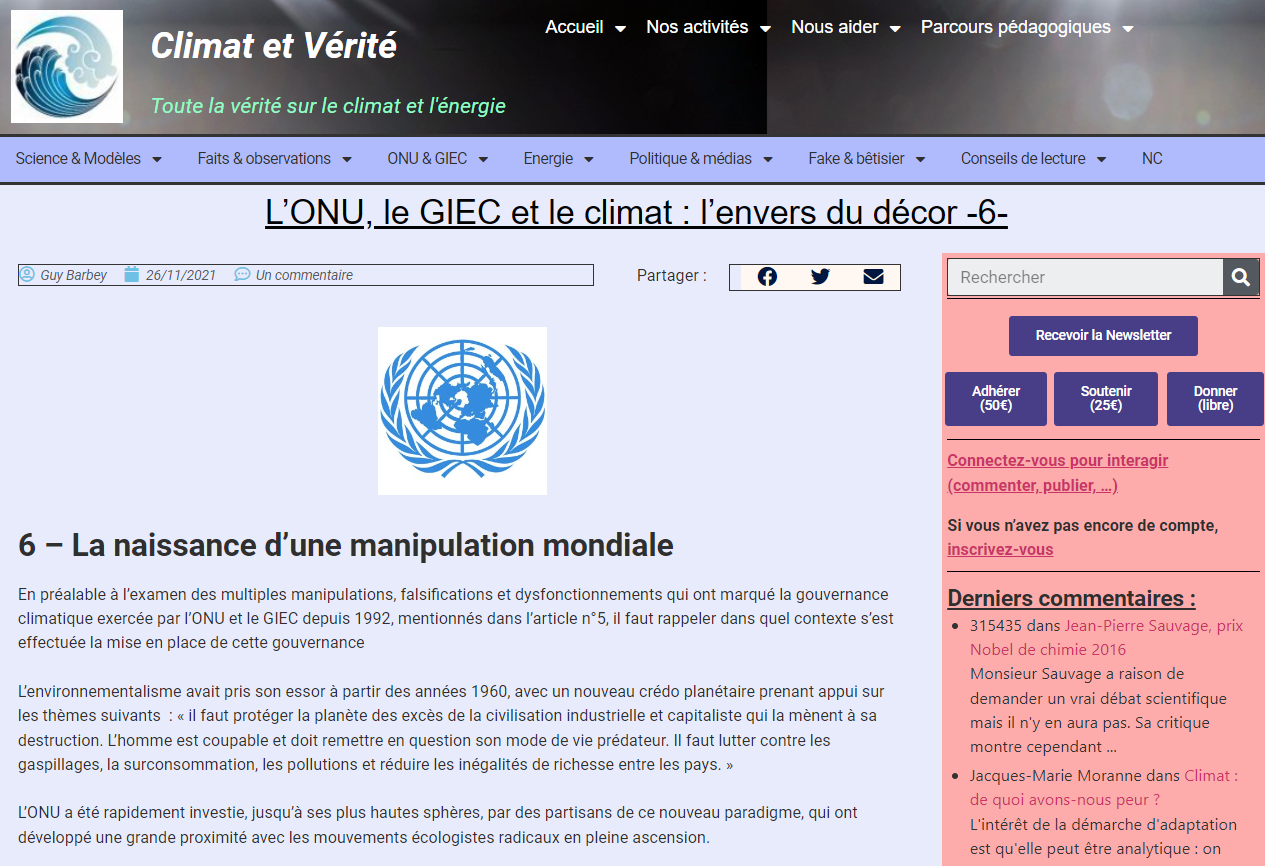 Climat et Vérité
Toute la vérité sur le climat et l'énergie
Accueil Nos activités Nous aider Parcours pédagogiques
Science & Modèles Faits & observations ONU & GIEC Energie Politique & médias Fake & bêtisier Conseils de lecture NC
L’ONU, le GIEC et le climat : l’envers du décor -6-
Guy Barbey 26/11/2021 Un commentaire
Partager :
6 – La naissance d’une manipulation mondiale
En préalable à l’examen des multiples manipulations, falsifications et dysfonctionnements qui ont marqué la gouvernance
climatique exercée par l’ONU et le GIEC depuis 1992, mentionnés dans l’article n°5, il faut rappeler dans quel contexte s’est
effectuée la mise en place de cette gouvernance
L’environnementalisme avait pris son essor à partir des années 1960, avec un nouveau crédo planétaire prenant appui sur
les thèmes suivants : « il faut protéger la planète des excès de la civilisation industrielle et capitaliste qui la mènent à sa
destruction. L’homme est coupable et doit remettre en question son mode de vie prédateur. Il faut lutter contre les
gaspillages, la surconsommation, les pollutions et réduire les inégalités de richesse entre les pays. »
L’ONU a été rapidement investie, jusqu’à ses plus hautes sphères, par des partisans de ce nouveau paradigme, qui ont
développé une grande proximité avec les mouvements écologistes radicaux en pleine ascension.
Rechercher
Recevoir la Newsletter
Adhérer
(50€)
Soutenir
(25€)
Donner
(libre)
Connectez-vous pour interagir
(commenter, publier, …)
Si vous n’avez pas encore de compte,
inscrivez-vous
Derniers commentaires :
315435 dans Jean-Pierre Sauvage, prix
Nobel de chimie 2016
Monsieur Sauvage a raison de
demander un vrai débat scientifique
mais il n'y en aura pas. Sa critique
montre cependant …
Jacques-Marie Moranne dans Climat :
de quoi avons-nous peur ?
L'intérêt de la démarche d'adaptation
est qu'elle peut être analytique : on